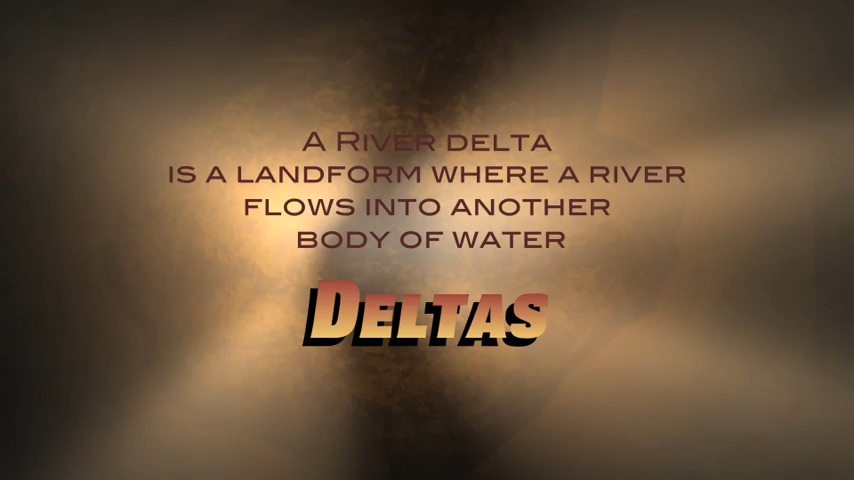 A River delta
is a landform where a river
flows into another
body of water
Deltas